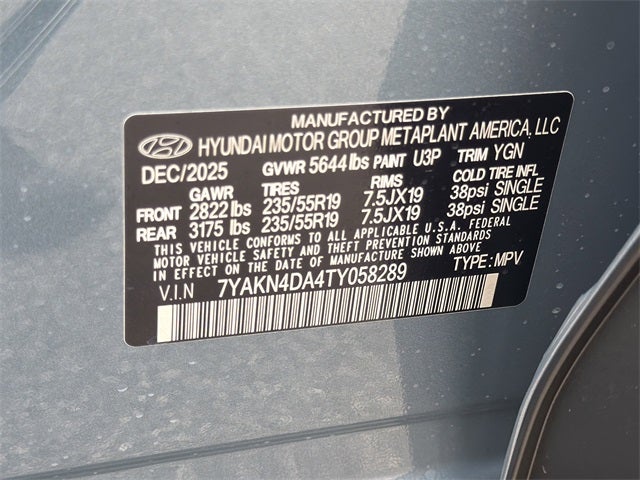 MANUFACTURED BY
HYUNDAI MOTOR GROUP METAPLANT AMERICA, LLC
DEC/2025 GVWR 5644 lbs PAINT U3P TRIM YGN
GAWR TIRES RIMS COLD TIRE INFL
FRONT 2822 lbs 235/55R19 7.5JX19 38psi SINGLE
REAR 3175 lbs 235/55R19 7.5JX19 38psi SINGLE
THIS VEHICLE CONFORMS TO ALL APPLICABLE U.S.A. FEDERAL
MOTOR VEHICLE SAFETY AND THEFT PREVENTION STANDARDS
IN EFFECT ON THE DATE OF MANUFACTURE SHOWN ABOVE.
V.I.N 7YAKN4DA4TY058289 TYPE: MPV